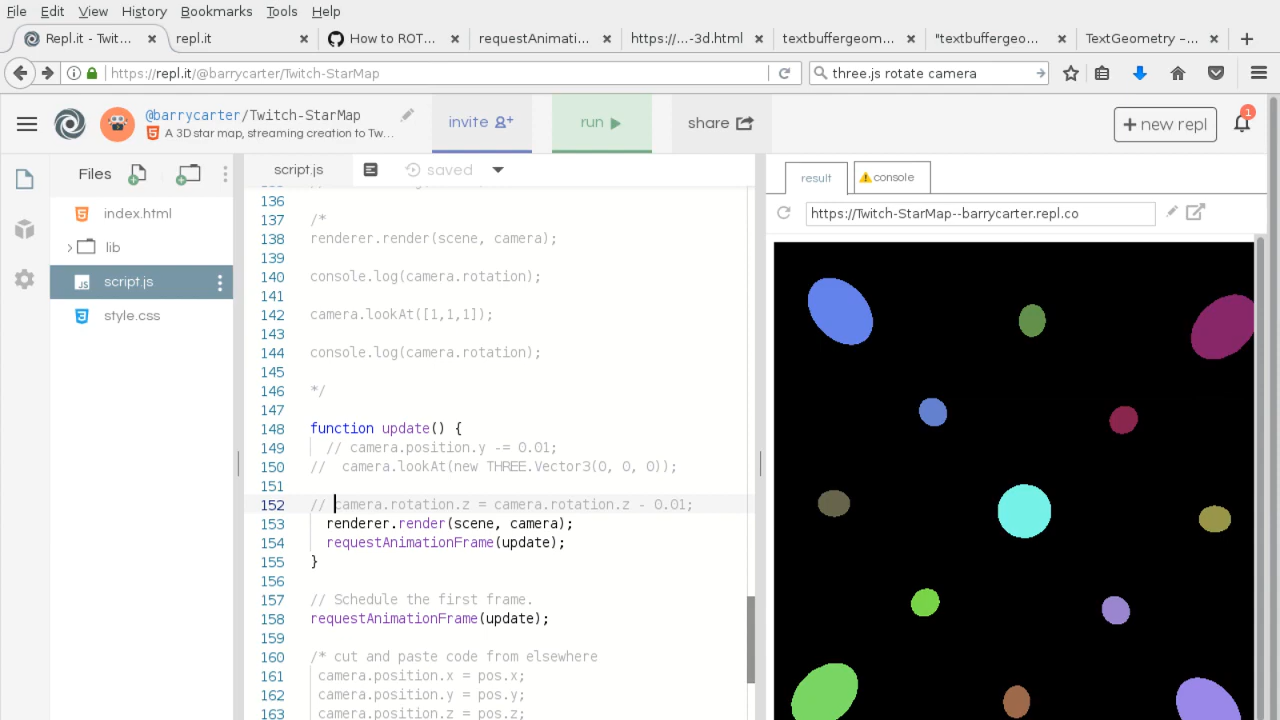 File Edit View History Bookmarks Tools Help
Repl.it - Twit...
repl.it
How to ROT...
requestAnimati...
https:/...-3d.html
textbuffergeom...
"textbuffergeo...
TextGeometry –...
https://repl.it/@barrycarter/Twitch-StarMap
three.js rotate camera
@barrycarter/Twitch-StarMap
A 3D star map, streaming creation to Tw...
invite
run
share
+ new repl
1
Files
index.html
lib
script.js
style.css
script.js
saved
result
console
https://Twitch-StarMap--barrycarter.repl.co
136
137 /*
138 renderer.render(scene, camera);
139
140 console.log(camera.rotation);
141
142 camera.lookAt([1,1,1]);
143
144 console.log(camera.rotation);
145
146 */
147
148 function update() {
149 // camera.position.y -= 0.01;
150 // camera.lookAt(new THREE.Vector3(0, 0, 0));
151
152 // camera.rotation.z = camera.rotation.z - 0.01;
153 renderer.render(scene, camera);
154 requestAnimationFrame(update);
155 }
156
157 // Schedule the first frame.
158 requestAnimationFrame(update);
159
160 /* cut and paste code from elsewhere
161 camera.position.x = pos.x;
162 camera.position.y = pos.y;
163 camera.position.z = pos.z;